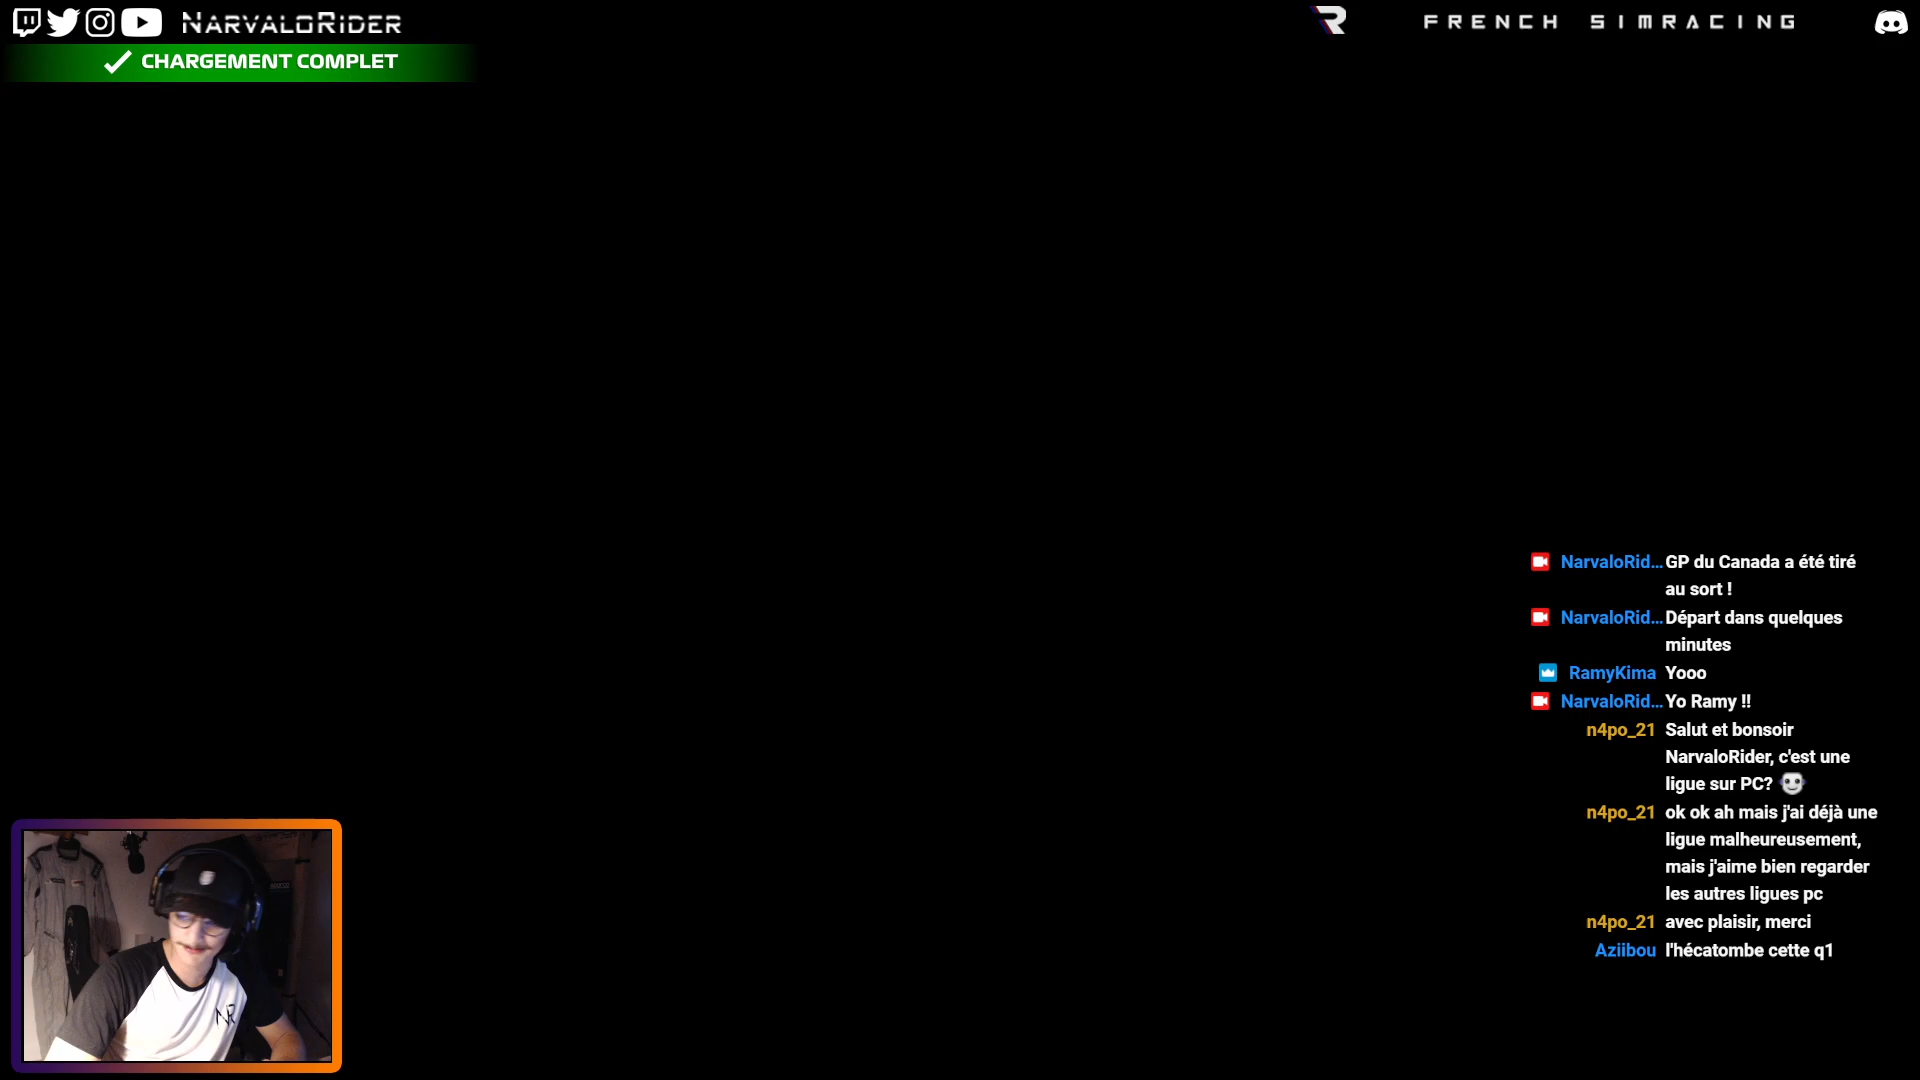 NARVALORIDER
FRENCH SIMRACING
CHARGEMENT COMPLET
NarvaloRid... GP du Canada a été tiré
au sort !
NarvaloRid... Départ dans quelques
minutes
RamyKima Yooo
NarvaloRid... Yo Ramy !!
n4po_21 Salut et bonsoir
NarvaloRider, c'est une
ligue sur PC?
n4po_21 ok ok ah mais j'ai déjà une
ligue malheureusement,
mais j'aime bien regarder
les autres ligues pc
n4po_21 avec plaisir, merci
Aziibou l'hécatombe cette q1
NR